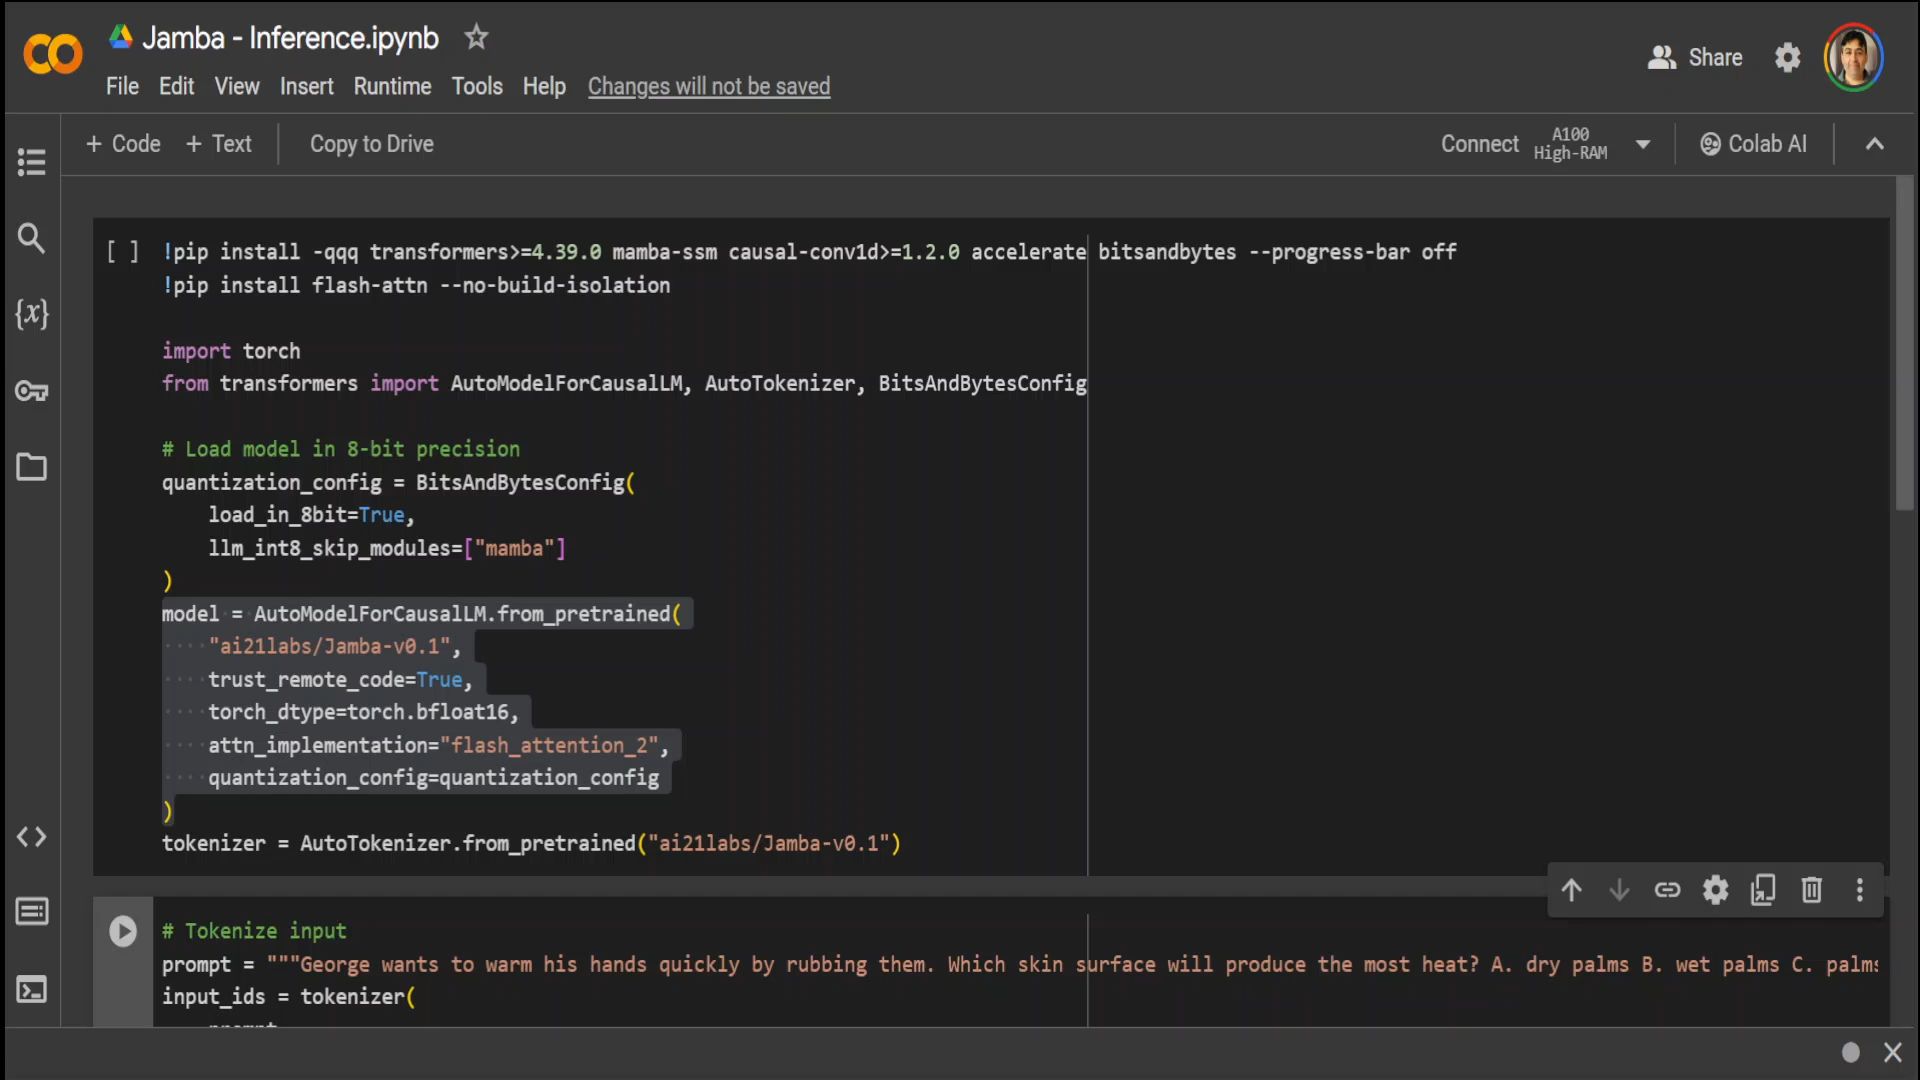 Jamba - Inference.ipynb
Share
File Edit View Insert Runtime Tools Help Changes will not be saved
+ Code + Text Copy to Drive Connect A100 High-RAM Colab AI
[ ] !pip install -qqq transformers>=4.39.0 mamba-ssm causal-conv1d>=1.2.0 accelerate bitsandbytes --progress-bar off
!pip install flash-attn --no-build-isolation
import torch
from transformers import AutoModelForCausalLM, AutoTokenizer, BitsAndBytesConfig
# Load model in 8-bit precision
quantization_config = BitsAndBytesConfig(
load_in_8bit=True,
llm_int8_skip_modules=["mamba"]
)
model = AutoModelForCausalLM.from_pretrained(
"ai21labs/Jamba-v0.1",
trust_remote_code=True,
torch_dtype=torch.bfloat16,
attn_implementation="flash_attention_2",
quantization_config=quantization_config
)
tokenizer = AutoTokenizer.from_pretrained("ai21labs/Jamba-v0.1")
# Tokenize input
prompt = """George wants to warm his hands quickly by rubbing them. Which skin surface will produce the most heat? A. dry palms B. wet palms C. palms
input_ids = tokenizer(
prompt